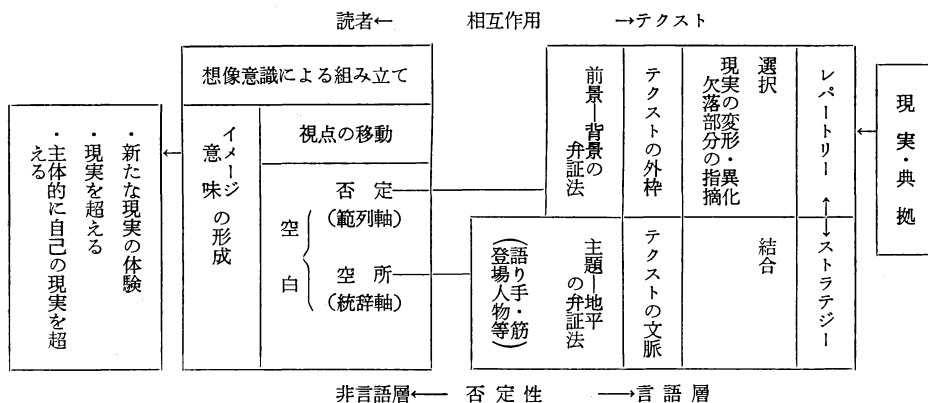 読者← 相互作用 →テクスト
現実・典拠
レパートリー ←→ ストラテジー
選択
現実の変形・異化
欠落部分の指摘
結合
テクストの外枠
テクストの文脈
前景―背景の
弁証法
主題―地平
の弁証法
(語り手・筋
登場人物等)
想像意識による組み立て
視点の移動
否定
(範列軸)
空白
空所
(統辞軸)
イメージ
意味
の形成
・新たな現実の体験
・現実を超える
・主体的に自己の現実を超
える
非言語層← 否定性 →言語層